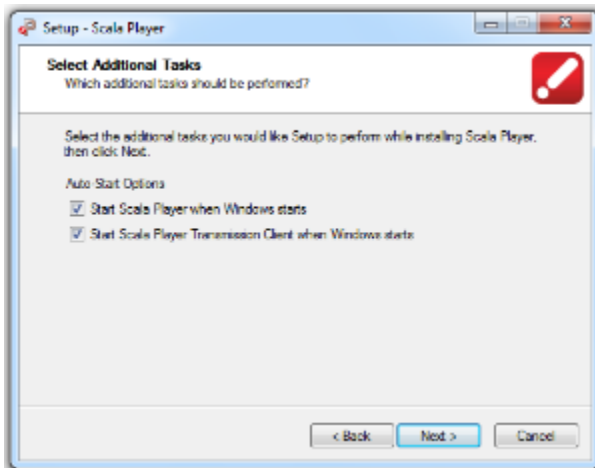 Setup - Scala Player
Select Additional Tasks
Which additional tasks should be performed?
Select the additional tasks you would like Setup to perform while installing Scala Player,
then click Next.
Auto-Start Options
Start Scala Player when Windows starts
Start Scala Player Transmission Client when Windows starts
< Back
Next >
Cancel